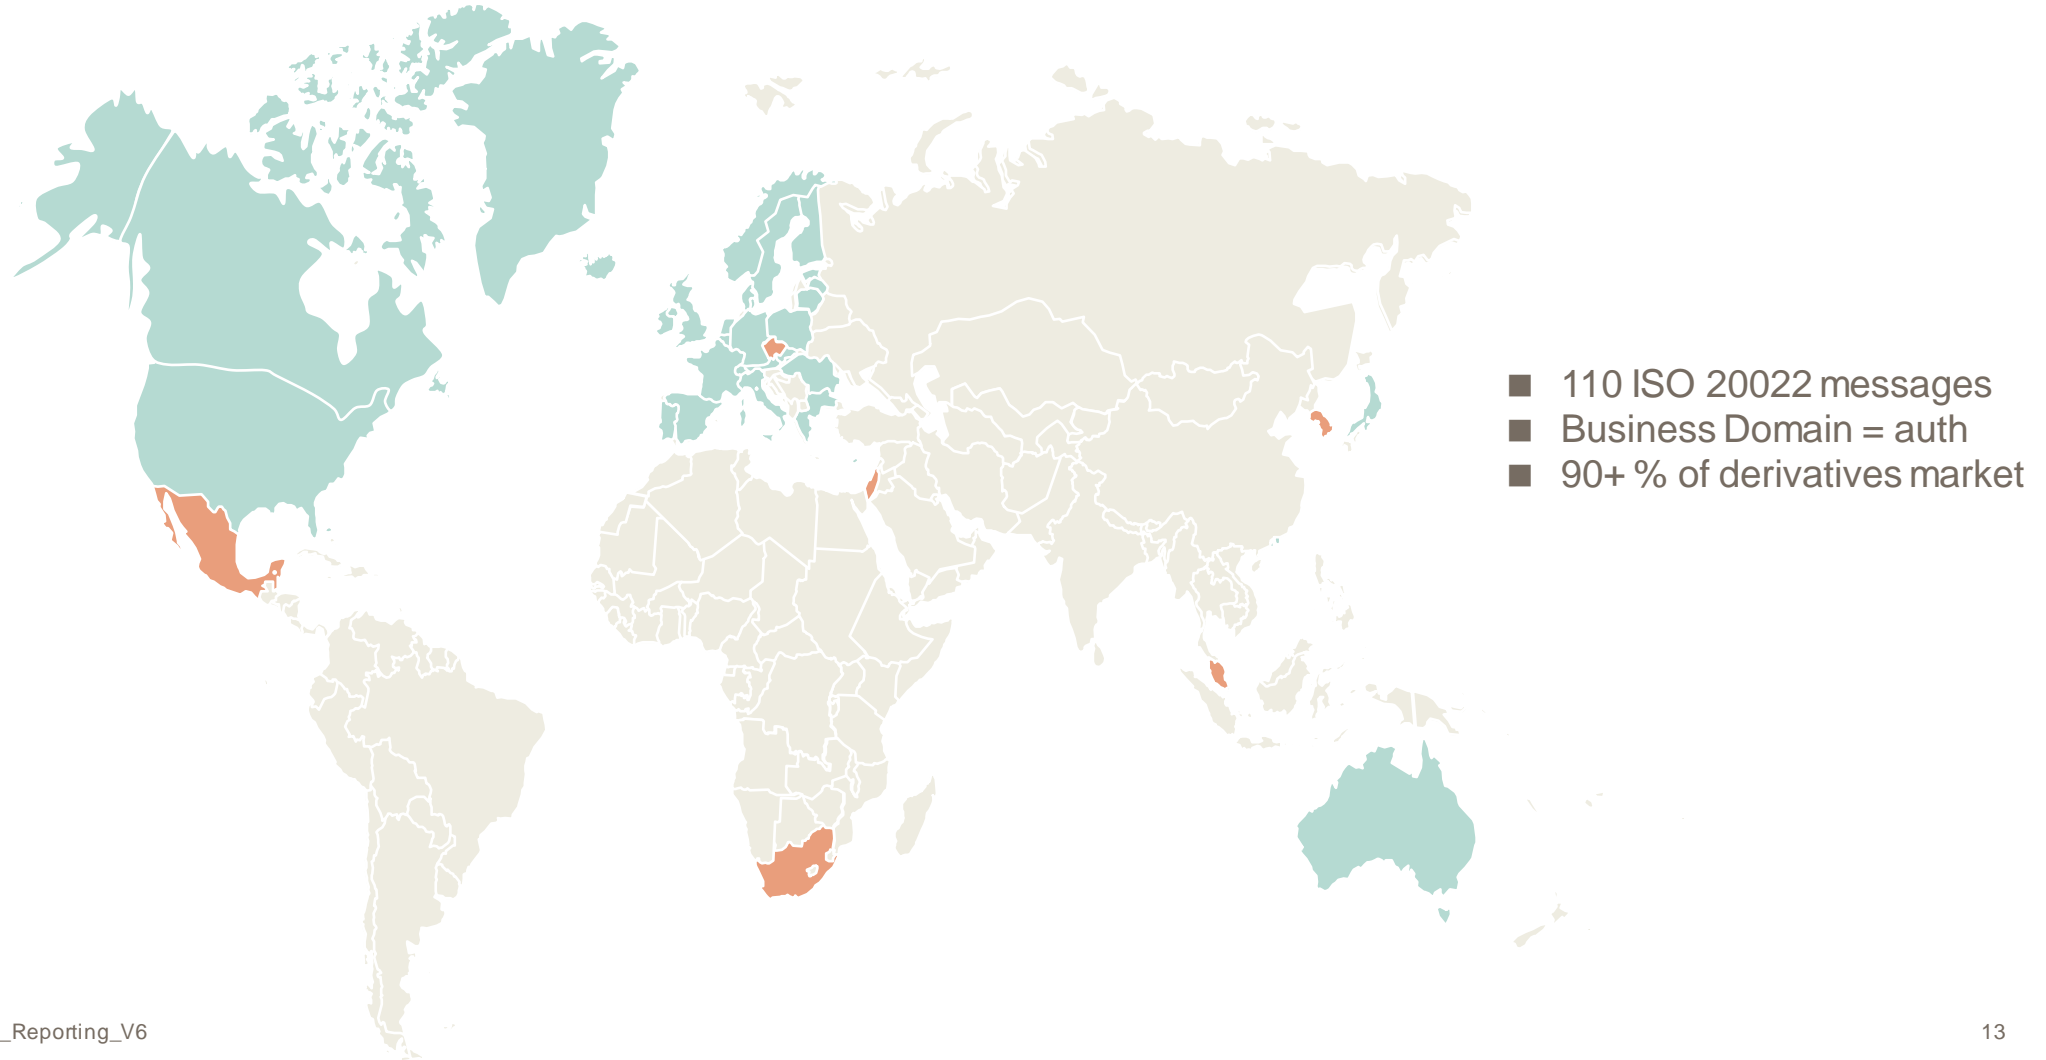 ■ 110 ISO 20022 messages
■ Business Domain = auth
■ 90+ % of derivatives market
_Reporting_V6
13